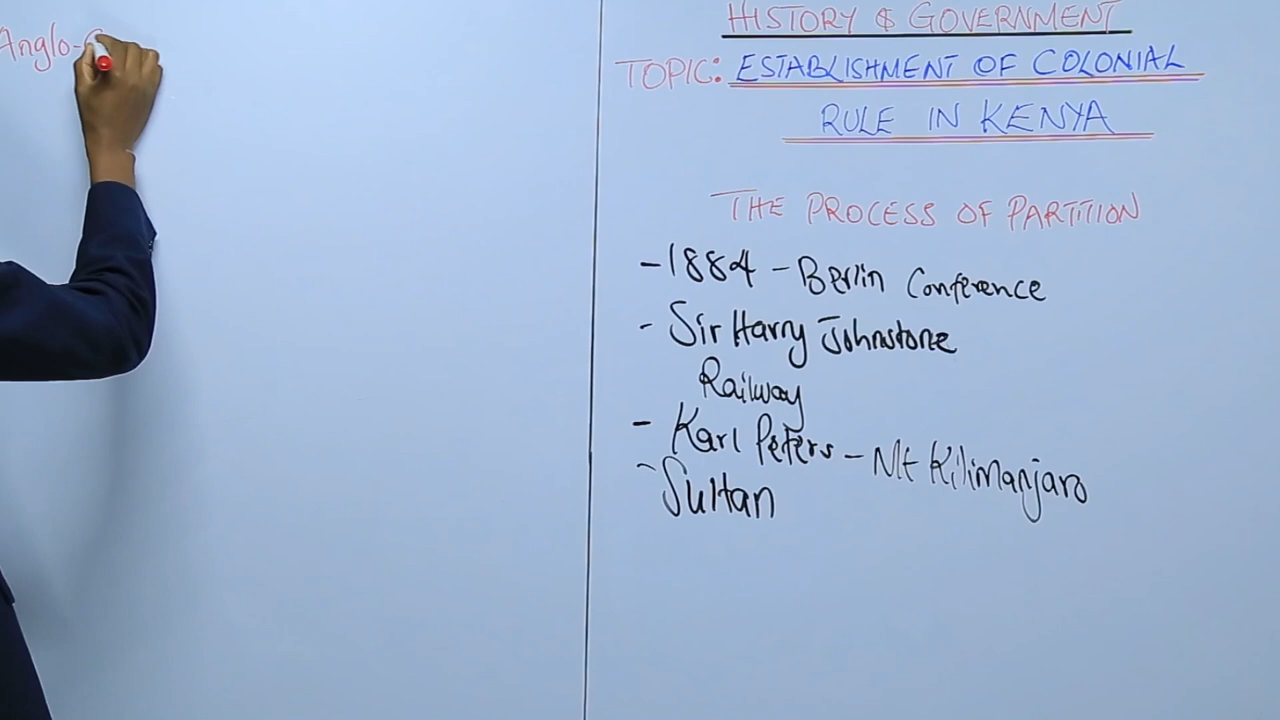 Anglo-
HISTORY & GOVERNMENT
TOPIC: ESTABLISHMENT OF COLONIAL
RULE IN KENYA
THE PROCESS OF PARTITION
- 1884 - Berlin Conference
- Sir Harry Johnstone
Railway
- Karl Peters - Mt Kilimanjaro
- Sultan